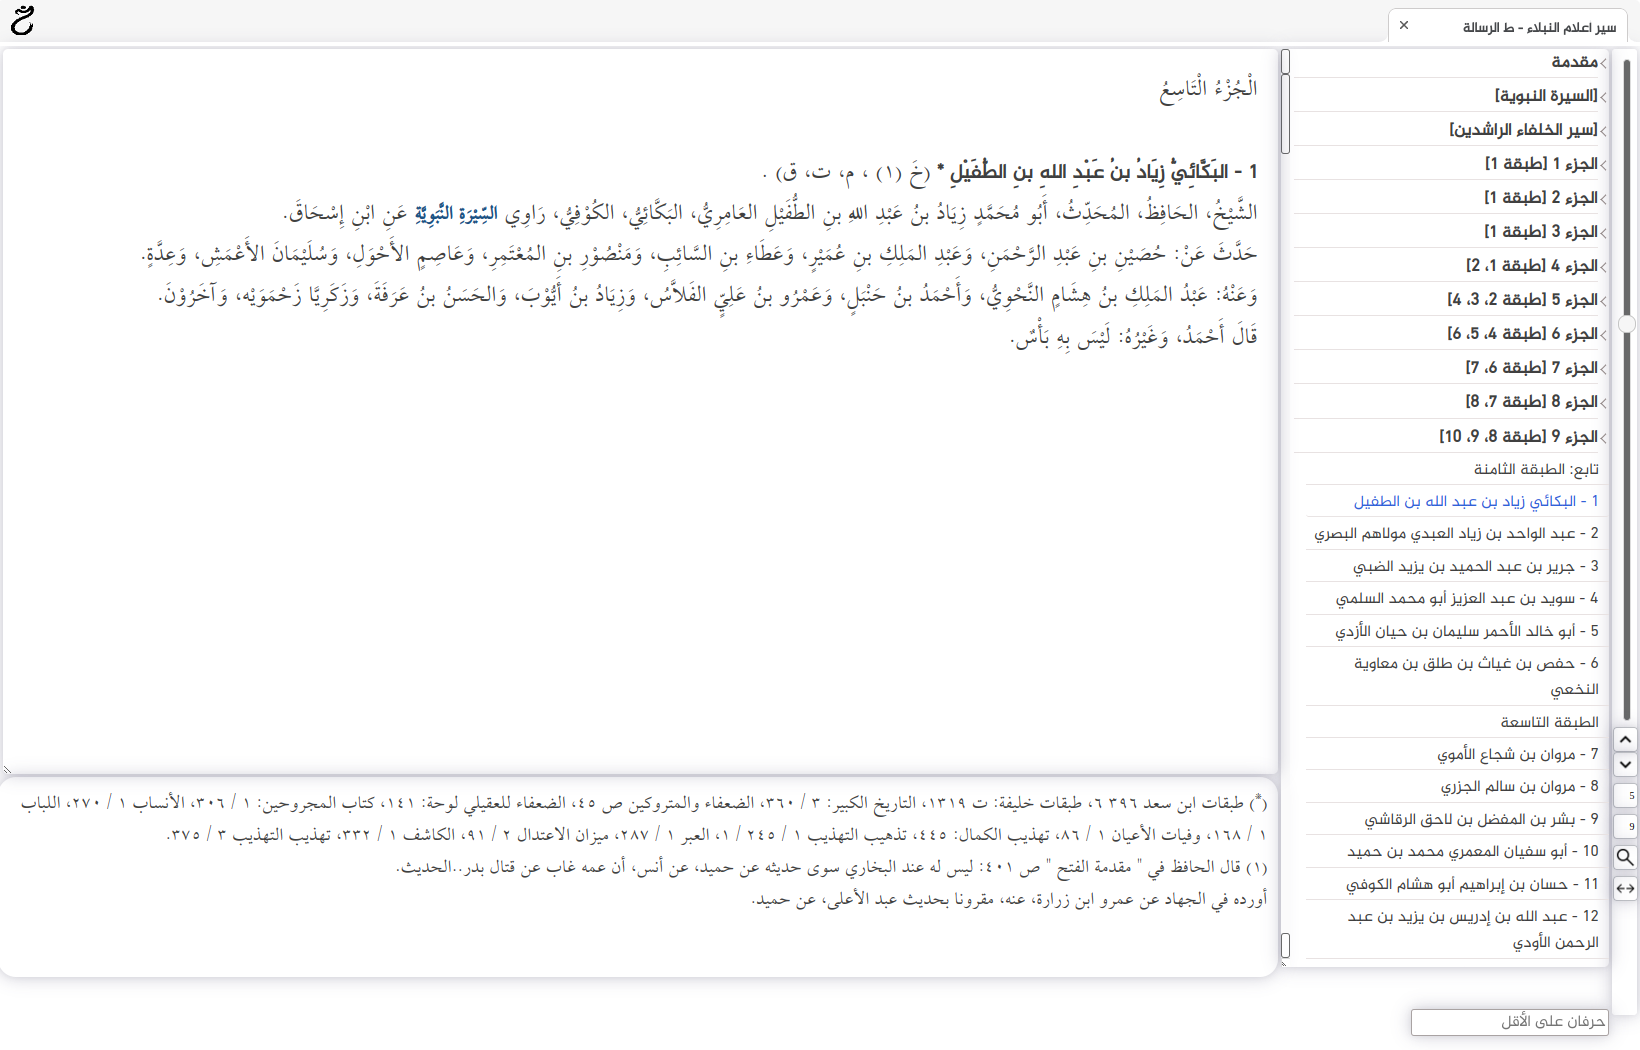 سير اعلام النبلاء - ط الرسالة
مقدمة
[السيرة النبوية]
[سير الخلفاء الراشدين]
الجزء 1 [طبقة 1]
الجزء 2 [طبقة 1]
الجزء 3 [طبقة 1]
الجزء 4 [طبقة 1، 2]
الجزء 5 [طبقة 2، 3، 4]
الجزء 6 [طبقة 4، 5، 6]
الجزء 7 [طبقة 6، 7]
الجزء 8 [طبقة 7، 8]
الجزء 9 [طبقة 8، 9، 10]
تابع: الطبقة الثامنة
1 - البكائي زياد بن عبد الله بن الطفيل
2 - عبد الواحد بن زياد العبدي مولاهم البصري
3 - جرير بن عبد الحميد بن يزيد الضبي
4 - سويد بن عبد العزيز أبو محمد السلمي
5 - أبو خالد الأحمر سليمان بن حيان الأزدي
6 - حفص بن غياث بن طلق بن معاوية
النخعي
الطبقة التاسعة
7 - مروان بن شجاع الأموي
8 - مروان بن سالم الجزري
9 - بشر بن المفضل بن لاحق الرقاشي
10 - أبو سفيان المعمري محمد بن حميد
11 - حسان بن إبراهيم أبو هشام الكوفي
12 - عبد الله بن إدريس بن يزيد بن عبد
الرحمن الأودي
5
9
حرفان على الأقل
الْجُزْءُ الْتَاسِعُ
1 - البَكَّائِيُّ زِيَادُ بنُ عَبْدِ اللهِ بنِ الطُّفَيْلِ * (خَ (١) ، م، ت، ق) .
الشَّيْخُ، الحَافِظُ، المُحَدِّثُ، أَبُو مُحَمَّدٍ زِيَادُ بنُ عَبْدِ اللهِ بنِ الطُّفَيْلِ العَامِرِيُّ، البَكَّائِيُّ، الكُوْفِيُّ، رَاوِي السِّيْرَةِ النَّبَوِيَّةِ عَنِ ابْنِ إِسْحَاقَ.
حَدَّثَ عَنْ: حُصَيْنِ بنِ عَبْدِ الرَّحْمَنِ، وَعَبْدِ المَلِكِ بنِ عُمَيْرٍ، وَعَطَاءِ بنِ السَّائِبِ، وَمَنْصُوْرِ بنِ المُعْتَمِرِ، وَعَاصِمٍ الأَحْوَلِ، وَسُلَيْمَانَ الأَعْمَشِ، وَعِدَّةٍ.
وَعَنْهُ: عَبْدُ المَلِكِ بنُ هِشَامٍ النَّحْوِيُّ، وَأَحْمَدُ بنُ حَنْبَلٍ، وَعَمْرُو بنُ عَلِيٍّ الفَلاَّسُ، وَزِيَادُ بنُ أَيُّوْبَ، وَالحَسَنُ بنُ عَرَفَةَ، وَزَكَرِيَّا زَحْمَوَيْه، وَآخَرُوْنَ.
قَالَ أَحْمَدُ، وَغَيْرُهُ: لَيْسَ بِهِ بَأْسٌ.
(*) طبقات ابن سعد ٣٩٦ ٦، طبقات خليفة: ت ١٣١٩، التاريخ الكبير: ٣ / ٣٦٠، الضعفاء والمتروكين ص ٤٥، الضعفاء للعقيلي لوحة: ١٤١، كتاب المجروحين: ١ / ٣٠٦، الأنساب ١ / ٢٧٠، اللباب
١ / ١٦٨، وفيات الأعيان ١ / ٨٦، تهذيب الكمال: ٤٤٥، تذهيب التهذيب ١ / ٢٤٥ / ١، العبر ١ / ٢٨٧، ميزان الاعتدال ٢ / ٩١، الكاشف ١ / ٣٣٢، تهذيب التهذيب ٣ / ٣٧٥.
(١) قال الحافظ في " مقدمة الفتح " ص ٤٠١: ليس له عند البخاري سوى حديثه عن حميد، عن أنس، أن عمه غاب عن قتال بدر..الحديث.
أورده في الجهاد عن عمرو ابن زرارة، عنه، مقرونا بحديث عبد الأعلى، عن حميد.